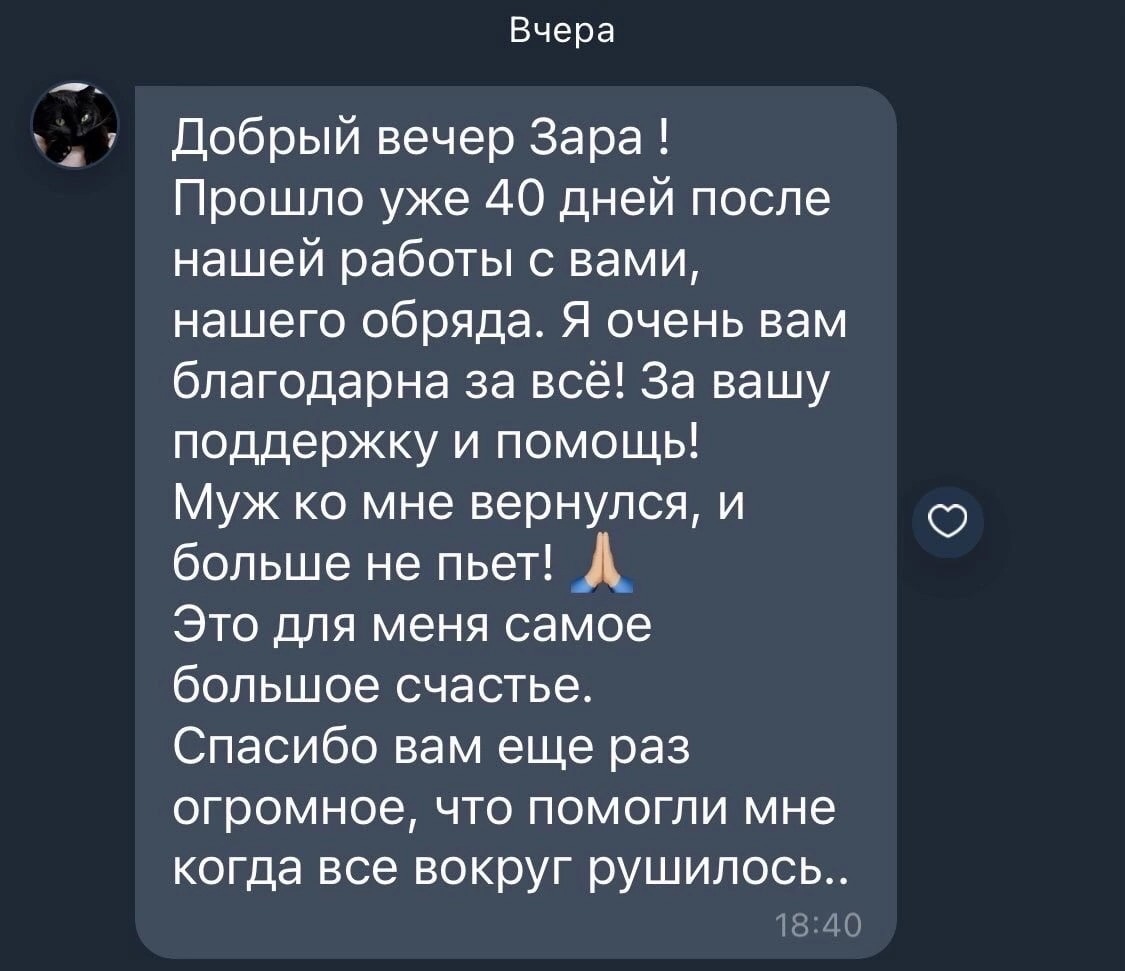 Вчера
Добрый вечер Зара !
Прошло уже 40 дней после
нашей работы с вами,
нашего обряда. Я очень вам
благодарна за всё! За вашу
поддержку и помощь!
Муж ко мне вернулся, и
больше не пьет! 🙏🏼
Это для меня самое
большое счастье.
Спасибо вам еще раз
огромное, что помогли мне
когда все вокруг рушилось..
18:40